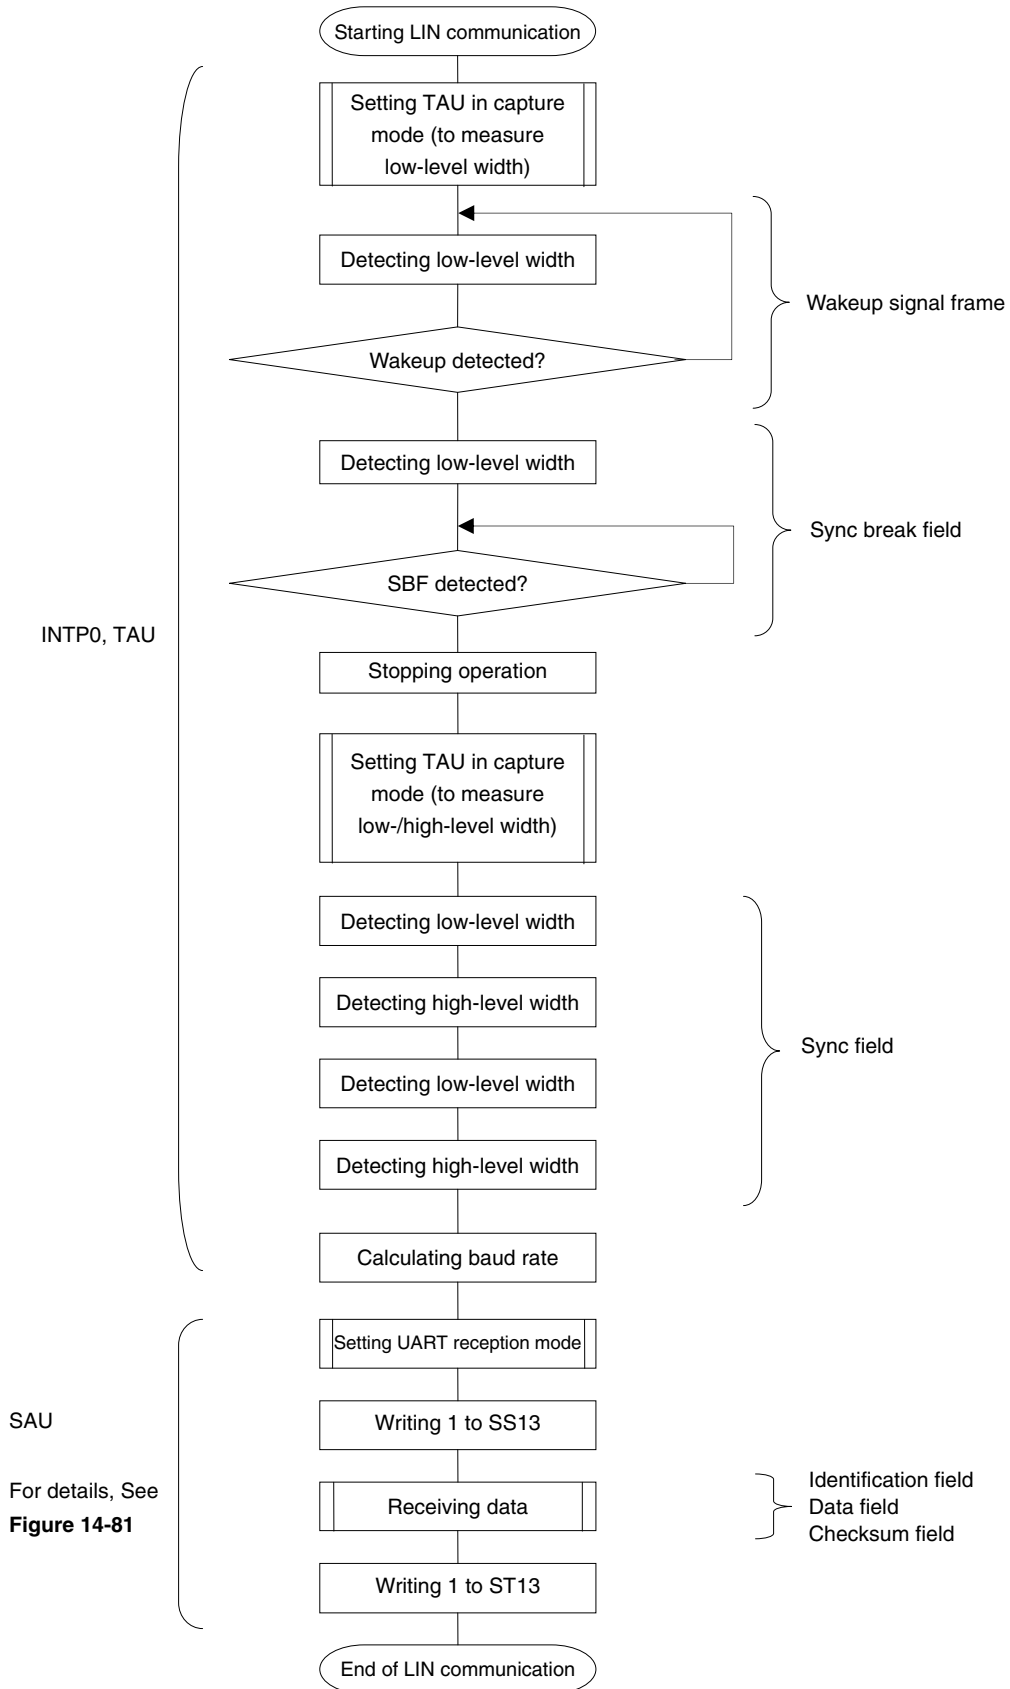 Starting LIN communication
Setting TAU in capture
mode (to measure
low-level width)
Detecting low-level width
Wakeup signal frame
Wakeup detected?
Detecting low-level width
Sync break field
SBF detected?
INTP0, TAU
Stopping operation
Setting TAU in capture
mode (to measure
low-/high-level width)
Detecting low-level width
Detecting high-level width
Sync field
Detecting low-level width
Detecting high-level width
Calculating baud rate
Setting UART reception mode
SAU
Writing 1 to SS13
For details, See
Figure 14-81
Receiving data
Identification field
Data field
Checksum field
Writing 1 to ST13
End of LIN communication